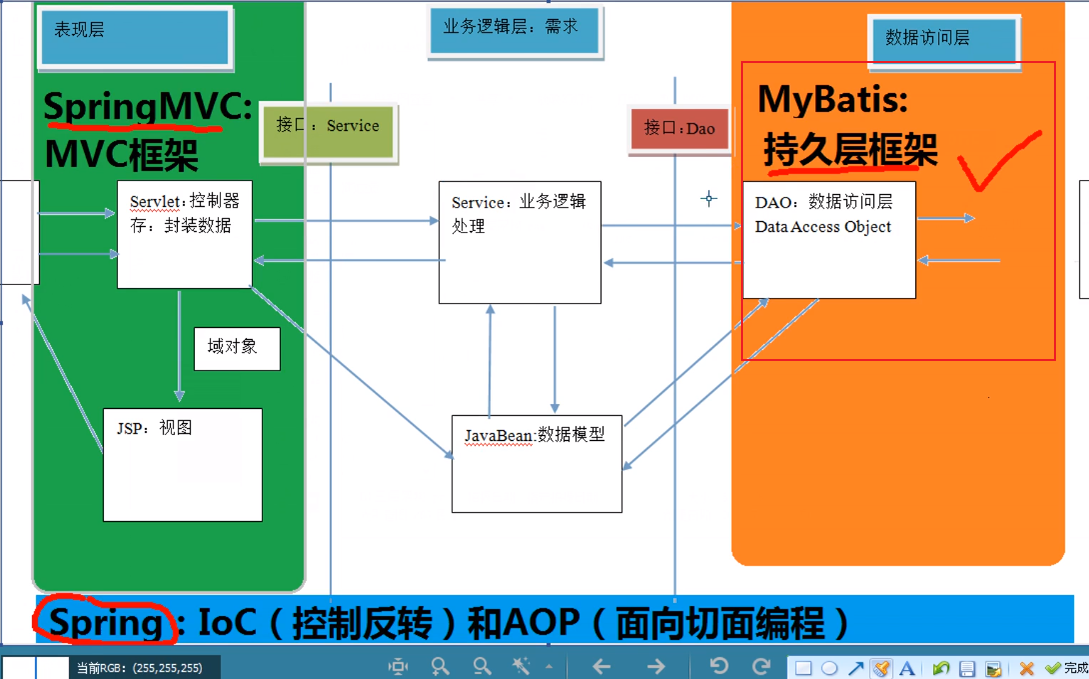 表现层
业务逻辑层：需求
数据访问层
SpringMVC:
MVC框架
接口：Service
接口:Dao
MyBatis:
持久层框架
Servlet:控制器
存：封装数据
Service：业务逻辑
处理
DAO：数据访问层
Data Access Object
域对象
JSP：视图
JavaBean:数据模型
Spring：IoC（控制反转）和AOP（面向切面编程）
当前RGB：(255,255,255)
A
完成